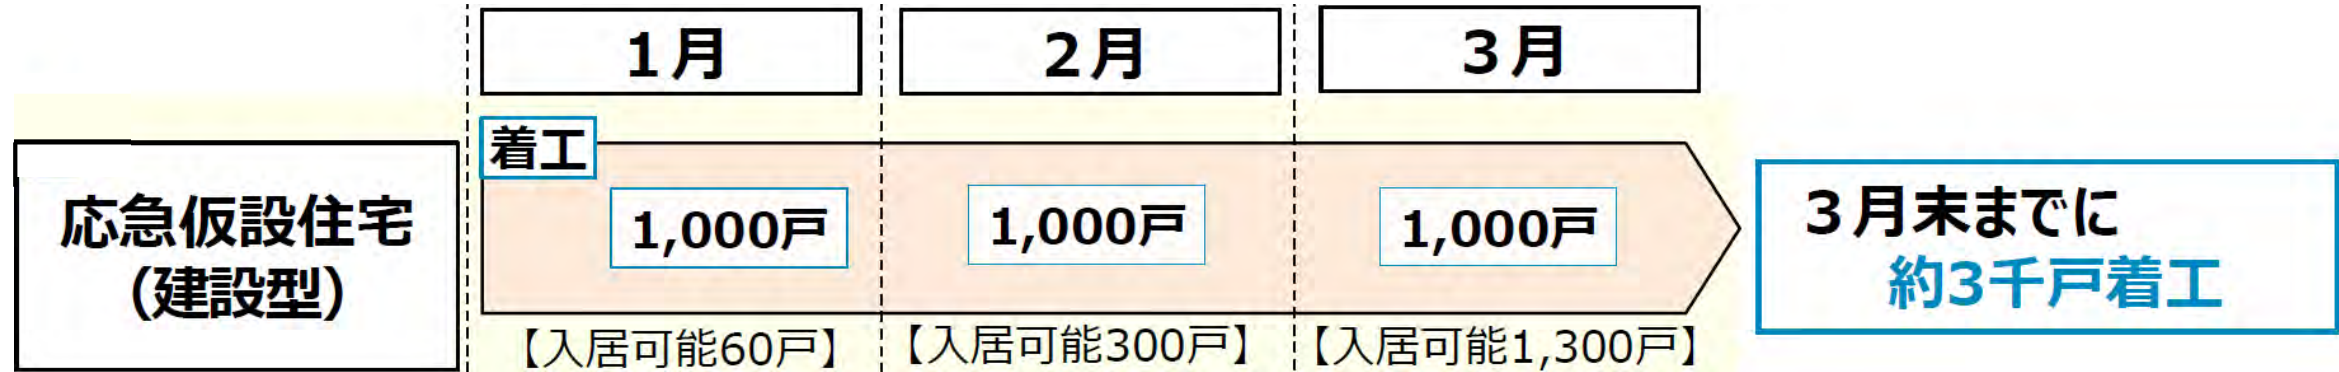 １月
２月
３月
着工
応急仮設住宅
（建設型）
1,000戸
1,000戸
1,000戸
【入居可能60戸】
【入居可能300戸】
【入居可能1,300戸】
３月末までに
約3千戸着工